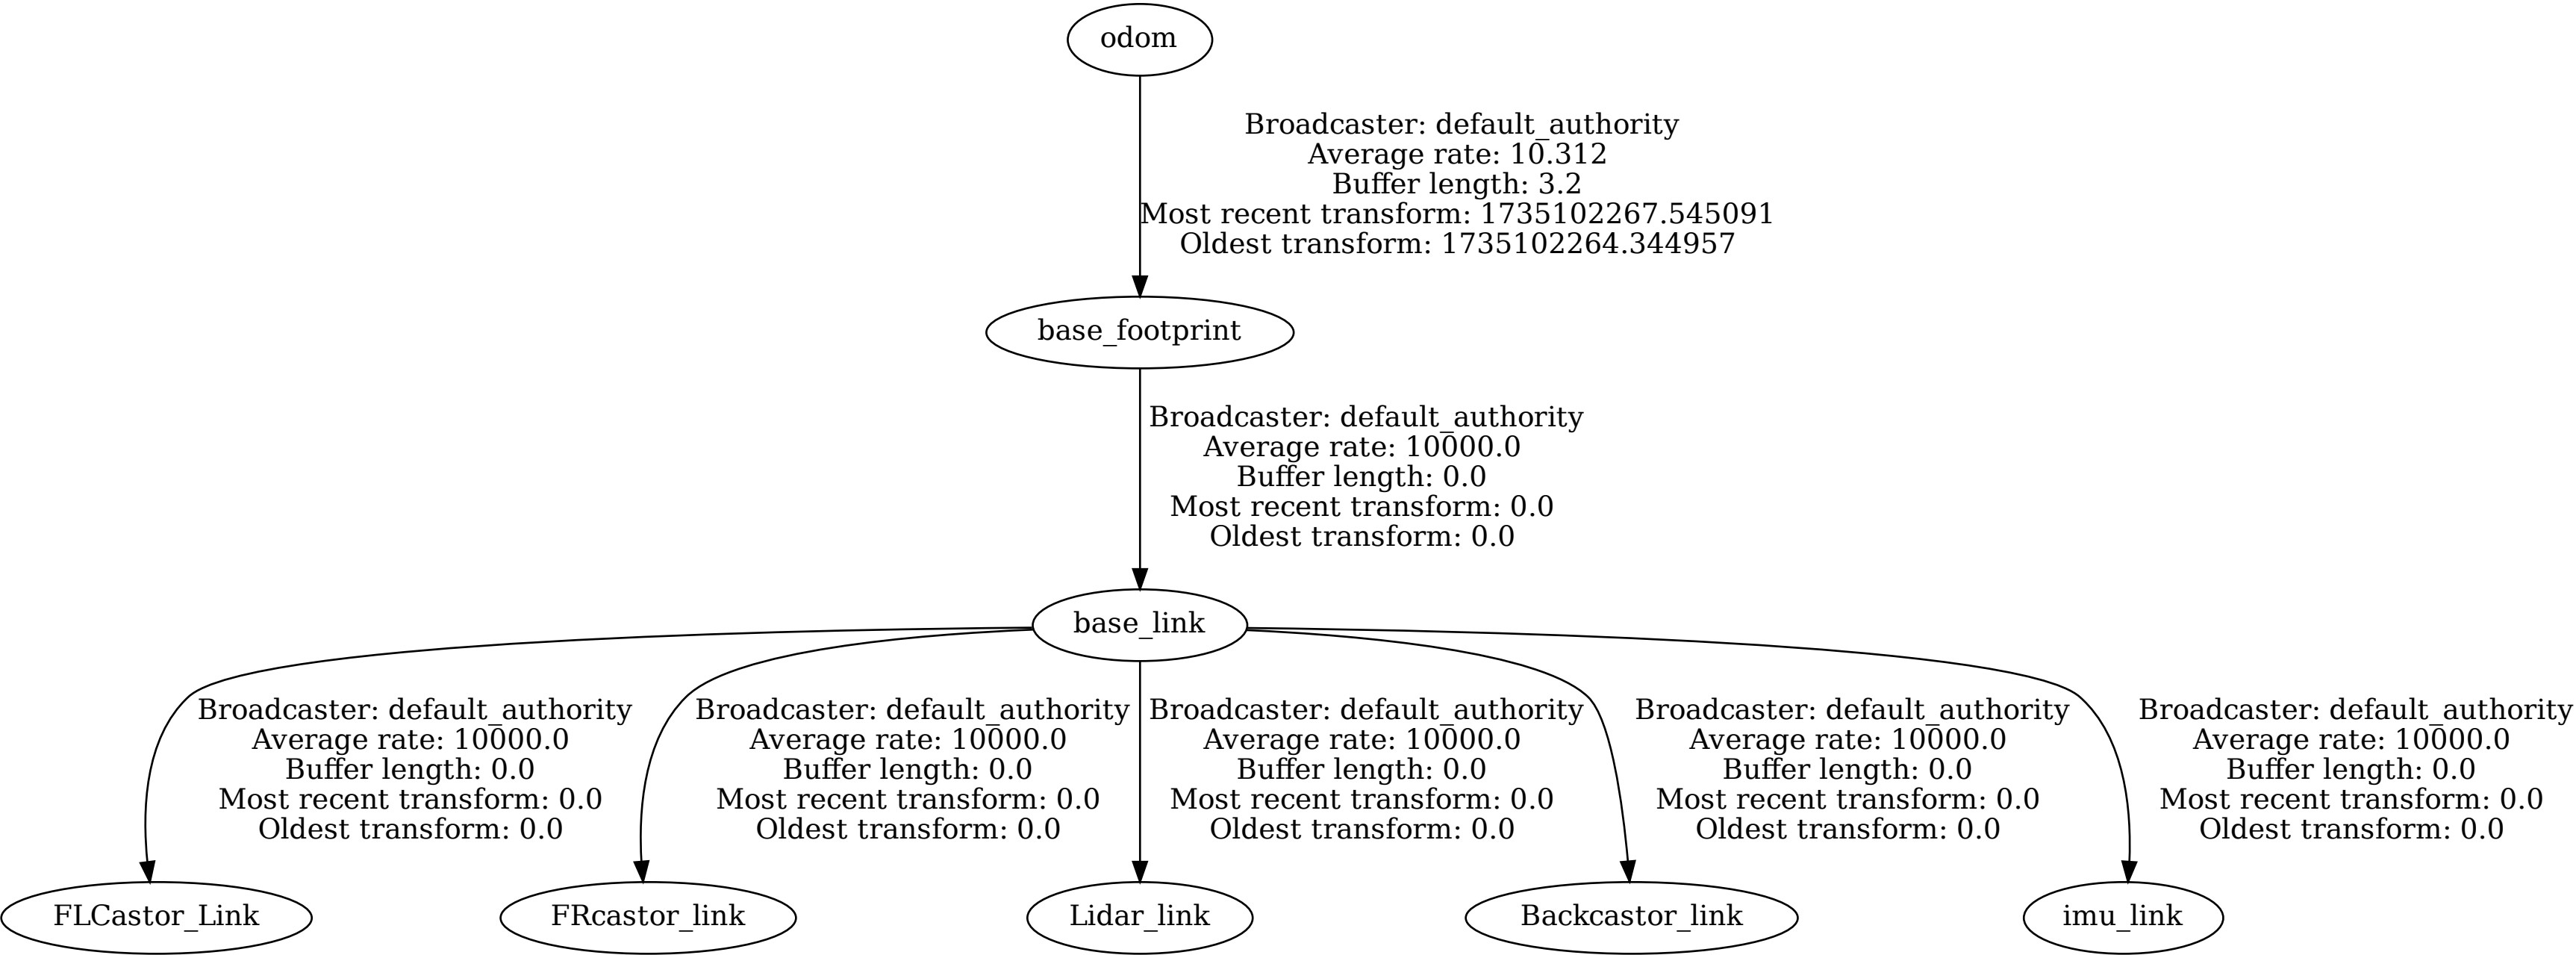 odom
Broadcaster: default_authority
Average rate: 10.312
Buffer length: 3.2
Most recent transform: 1735102267.545091
Oldest transform: 1735102264.344957
base_footprint
Broadcaster: default_authority
Average rate: 10000.0
Buffer length: 0.0
Most recent transform: 0.0
Oldest transform: 0.0
base_link
Broadcaster: default_authority
Average rate: 10000.0
Buffer length: 0.0
Most recent transform: 0.0
Oldest transform: 0.0
Broadcaster: default_authority
Average rate: 10000.0
Buffer length: 0.0
Most recent transform: 0.0
Oldest transform: 0.0
Broadcaster: default_authority
Average rate: 10000.0
Buffer length: 0.0
Most recent transform: 0.0
Oldest transform: 0.0
Broadcaster: default_authority
Average rate: 10000.0
Buffer length: 0.0
Most recent transform: 0.0
Oldest transform: 0.0
Broadcaster: default_authority
Average rate: 10000.0
Buffer length: 0.0
Most recent transform: 0.0
Oldest transform: 0.0
FLCastor_Link
FRcastor_link
Lidar_link
Backcastor_link
imu_link